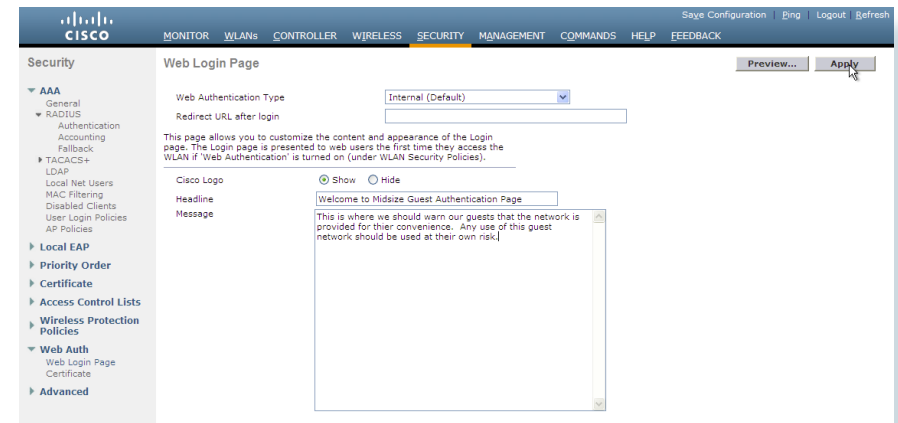 Save Configuration | Ping | Logout | Refresh
CISCO
MONITOR WLANs CONTROLLER WIRELESS SECURITY MANAGEMENT COMMANDS HELP FEEDBACK
Security
AAA
General
RADIUS
Authentication
Accounting
Fallback
TACACS+
LDAP
Local Net Users
MAC Filtering
Disabled Clients
User Login Policies
AP Policies
Local EAP
Priority Order
Certificate
Access Control Lists
Wireless Protection
Policies
Web Auth
Web Login Page
Certificate
Advanced
Web Login Page
Preview... Apply
Web Authentication Type Internal (Default)
Redirect URL after login
This page allows you to customize the content and appearance of the Login
page. The Login page is presented to web users the first time they access the
WLAN if 'Web Authentication' is turned on (under WLAN Security Policies).
Cisco Logo Show Hide
Headline Welcome to Midsize Guest Authentication Page
Message
This is where we should warn our guests that the network is
provided for thier convenience. Any use of this guest
network should be used at their own risk.